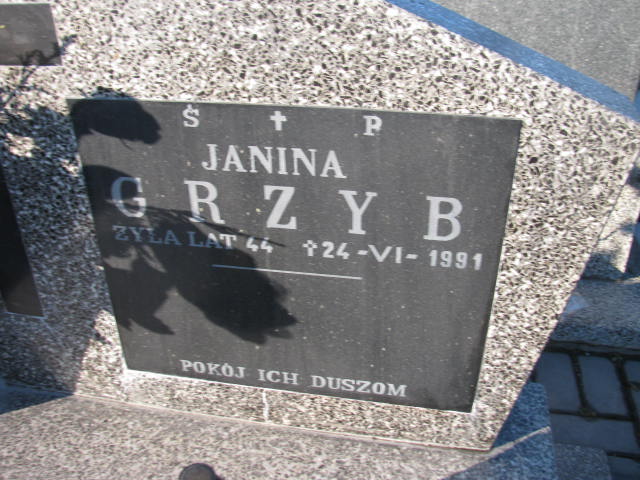 Ś ✝ P
JANINA
GRZYB
ŻYŁA LAT 44 ✝ 24-VI-1991
POKÓJ ICH DUSZOM